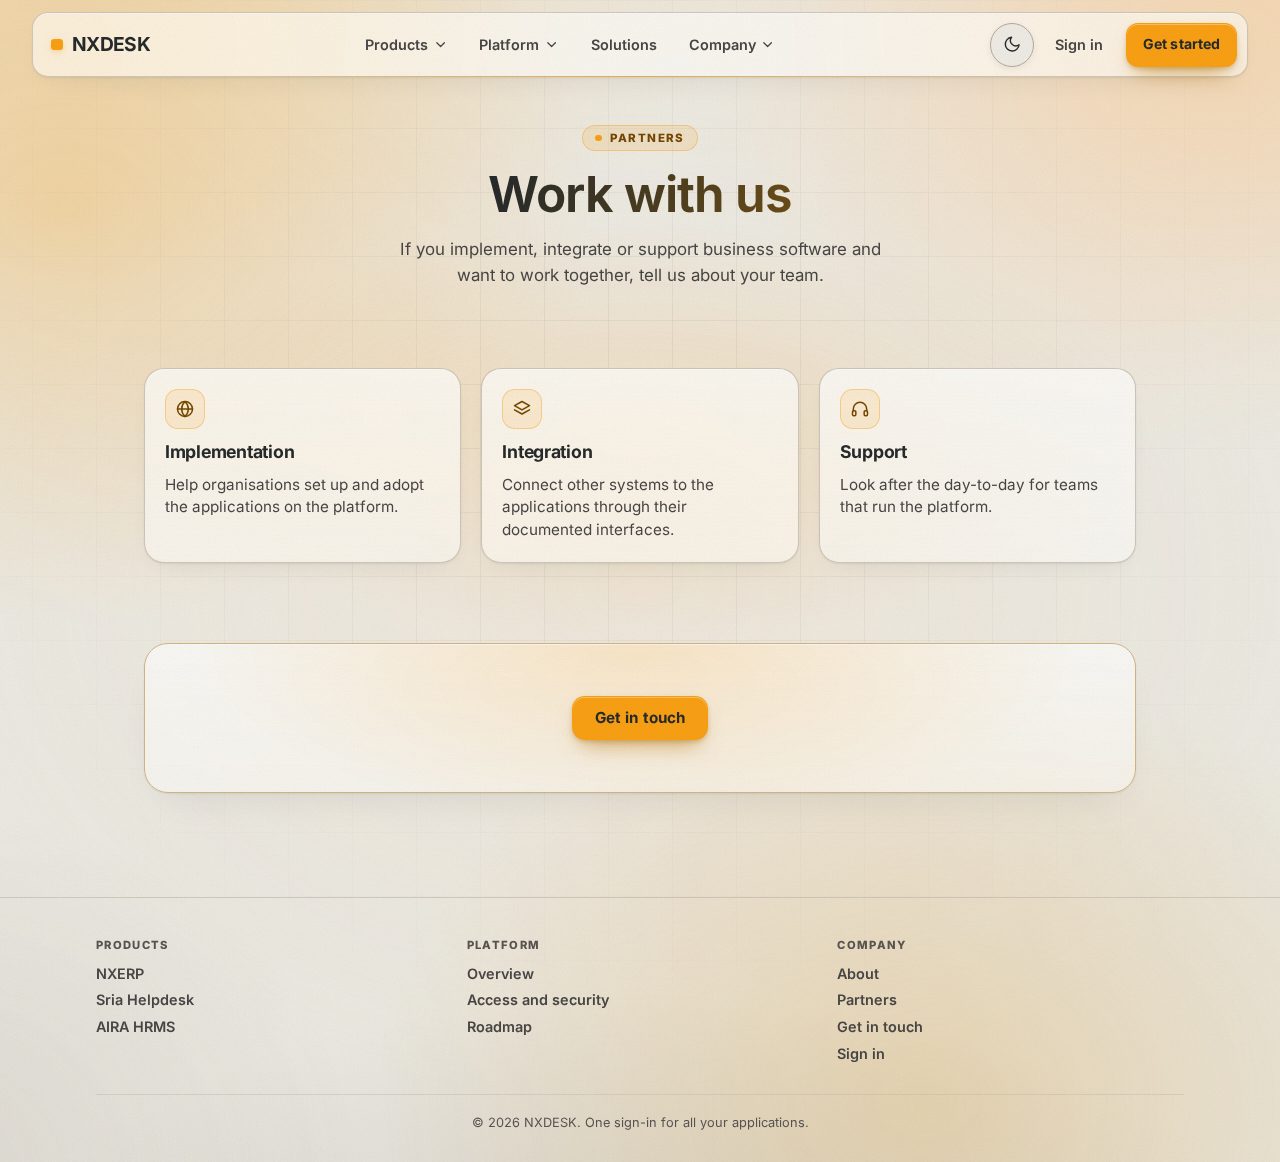 NXDESK
Products
Platform
Solutions
Company
Sign in
Get started
PARTNERS
Work with us
If you implement, integrate or support business software and
want to work together, tell us about your team.
Implementation
Help organisations set up and adopt
the applications on the platform.
Integration
Connect other systems to the
applications through their
documented interfaces.
Support
Look after the day-to-day for teams
that run the platform.
Get in touch
PRODUCTS
NXERP
Sria Helpdesk
AIRA HRMS
PLATFORM
Overview
Access and security
Roadmap
COMPANY
About
Partners
Get in touch
Sign in
© 2026 NXDESK. One sign-in for all your applications.